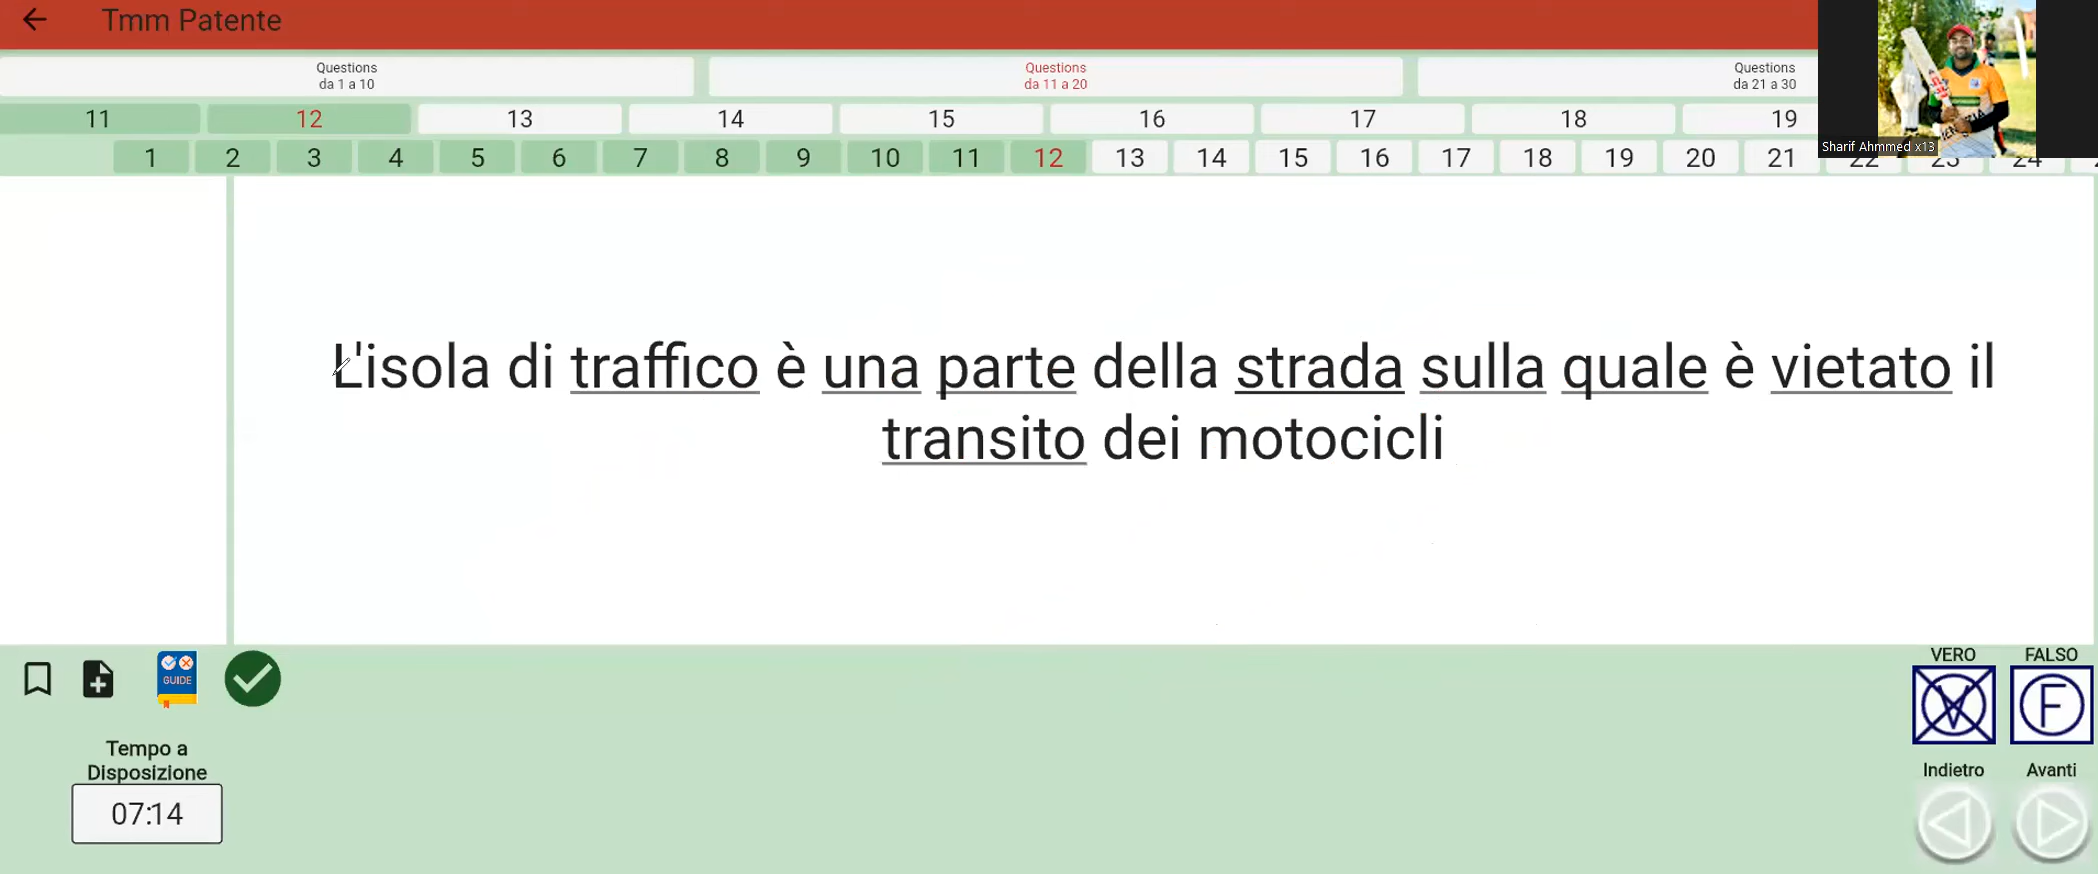 Tmm Patente
Questions
da 1 a 10
Questions
da 11 a 20
Questions
da 21 a 30
11 12 13 14 15 16 17 18 19
1 2 3 4 5 6 7 8 9 10 11 12 13 14 15 16 17 18 19 20 21 22 23 24
Sharif Ahmmed x13
L'isola di traffico è una parte della strada sulla quale è vietato il
transito dei motocicli
GUIDE
VERO FALSO
V F
Tempo a
Disposizione
07:14
Indietro Avanti